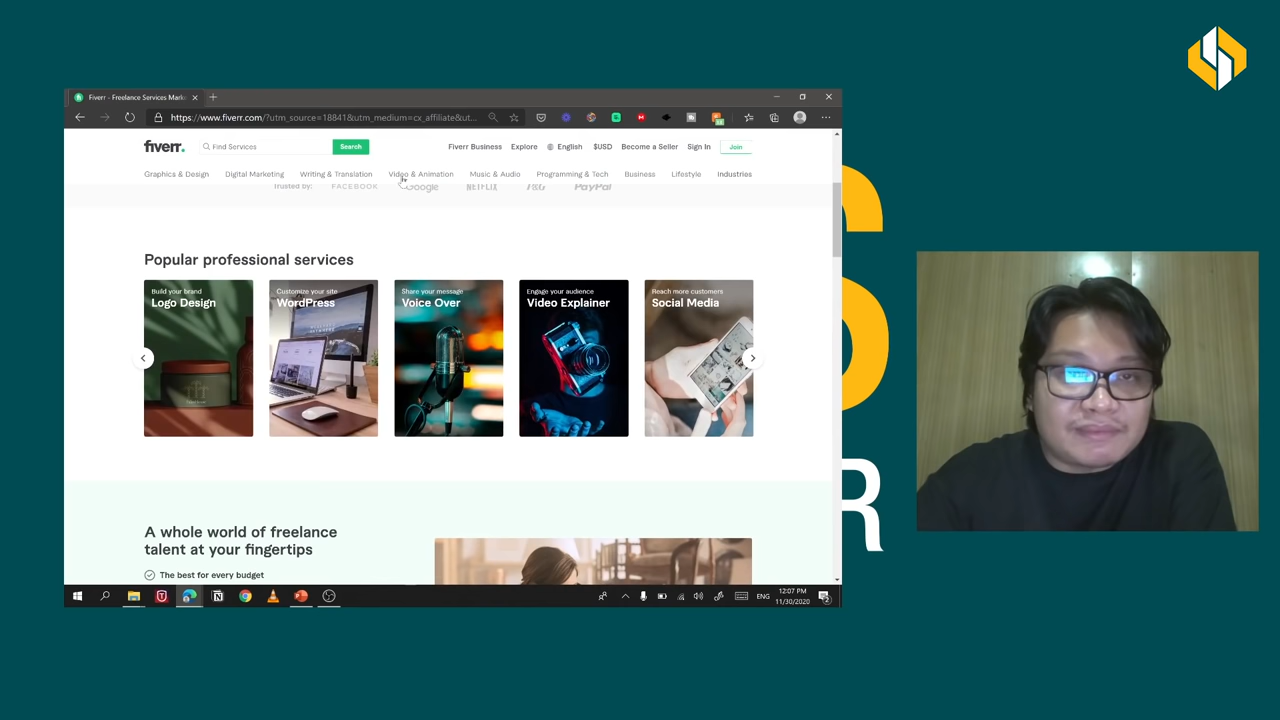 Fiverr - Freelance Services Mark
https://www.fiverr.com/?utm_source=18841&utm_medium=cx_affiliate&ut...
fiverr.
Find Services
Search
Fiverr Business
Explore
English
$USD
Become a Seller
Sign In
Join
Graphics & Design
Digital Marketing
Writing & Translation
Video & Animation
Music & Audio
Programming & Tech
Business
Lifestyle
Industries
Trusted by:
FACEBOOK
Google
NETFLIX
P&G
PayPal
Popular professional services
Build your brand
Logo Design
Customize your site
WordPress
Share your message
Voice Over
Engage your audience
Video Explainer
Reach more customers
Social Media
A whole world of freelance
talent at your fingertips
The best for every budget
ENG
12:07 PM
11/30/2020
R